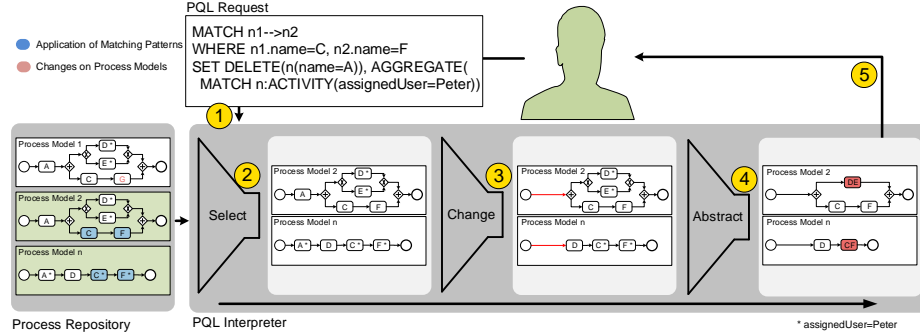 PQL Request
MATCH n1-->n2
WHERE n1.name=C, n2.name=F
SET DELETE(n(name=A)), AGGREGATE(
MATCH n:ACTIVITY(assignedUser=Peter))
Application of Matching Patterns
Changes on Process Models
1
5
Process Model 1
A
D *
E *
C
G
Process Model 2
A
D *
E *
C
F
Process Model n
A *
D
C *
F *
Process Repository
Select
2
Process Model 2
A
D *
E *
C
F
Process Model n
A *
D
C *
F *
Change
3
Process Model 2
D *
E *
C
F
Process Model n
D
C *
F *
Abstract
4
Process Model 2
DE
C
F
Process Model n
D
CF
PQL Interpreter
* assignedUser=Peter